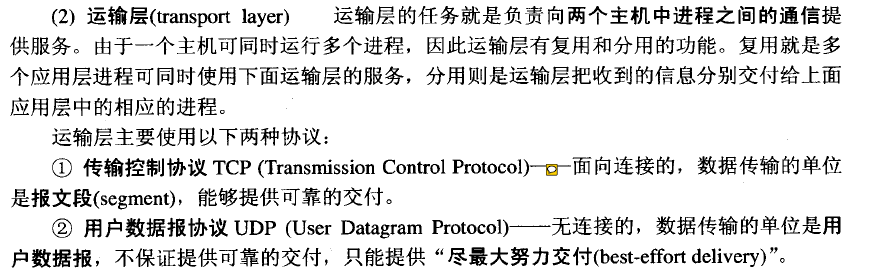 (2) 运输层(transport layer)  运输层的任务就是负责向两个主机中进程之间的通信提
供服务。由于一个主机可同时运行多个进程，因此运输层有复用和分用的功能。复用就是多
个应用层进程可同时使用下面运输层的服务，分用则是运输层把收到的信息分别交付给上面
应用层中的相应的进程。
运输层主要使用以下两种协议：
① 传输控制协议 TCP (Transmission Control Protocol)——面向连接的，数据传输的单位
是报文段(segment)，能够提供可靠的交付。
② 用户数据报协议 UDP (User Datagram Protocol)——无连接的，数据传输的单位是用
户数据报，不保证提供可靠的交付，只能提供“尽最大努力交付(best-effort delivery)”。